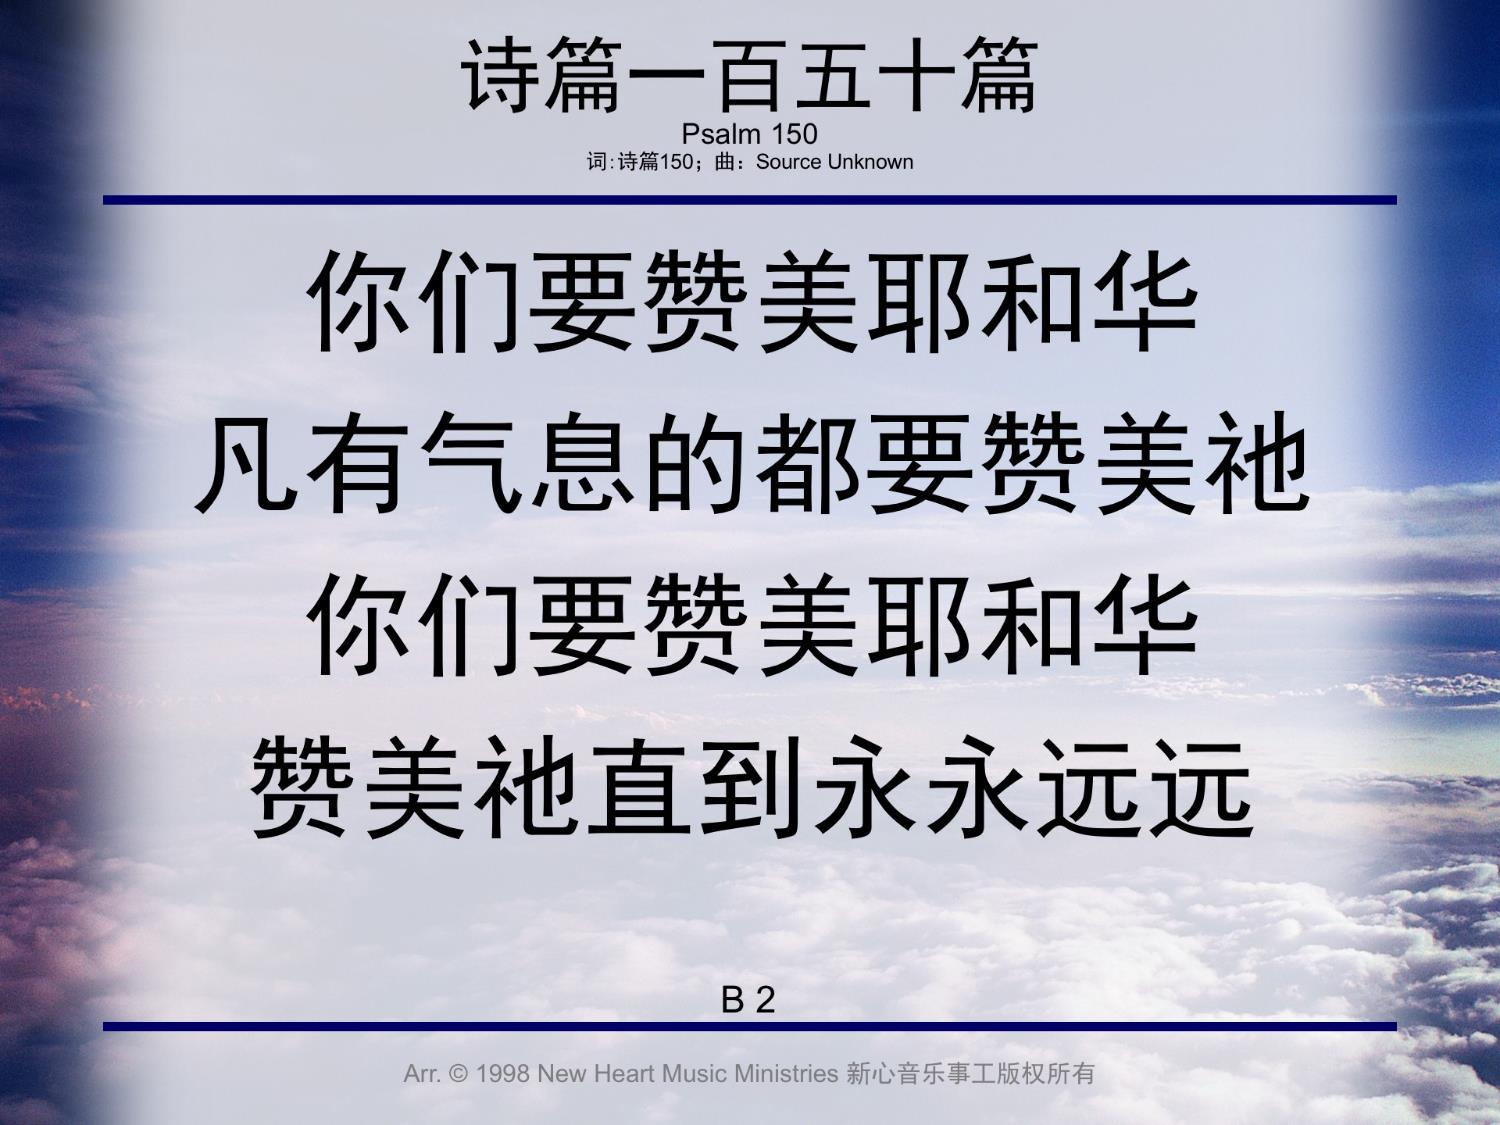 诗篇一百五十篇
Psalm 150
词:诗篇150；曲：Source Unknown
你们要赞美耶和华
凡有气息的都要赞美祂
你们要赞美耶和华
赞美祂直到永永远远
B 2
Arr. © 1998 New Heart Music Ministries 新心音乐事工版权所有